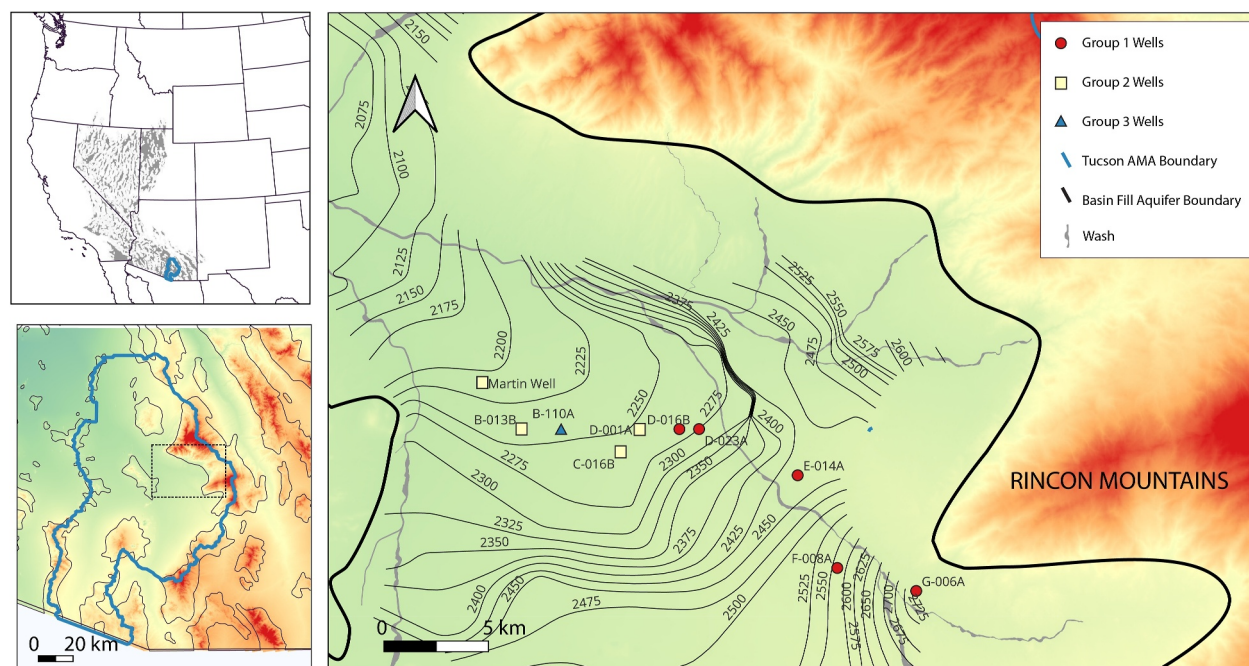 2150
2075
2100
2125
2150
2175
2200
2225
2250
2275
2375
2425
2450
2475
2525
2550
2575
2600
2500
Group 1 Wells
Group 2 Wells
Group 3 Wells
Tucson AMA Boundary
Basin Fill Aquifer Boundary
Wash
Martin Well
B-013B
B-110A
D-001A
D-016B
D-023A
C-016B
E-014A
RINCON MOUNTAINS
2275
2300
2325
2350
2300
2350
2400
2375
2425
2450
2400
2450
2475
2500
F-008A
G-006A
2525
2550
2600
2575
2650
2625
2700
2675
2725
0 20 km
0 5 km